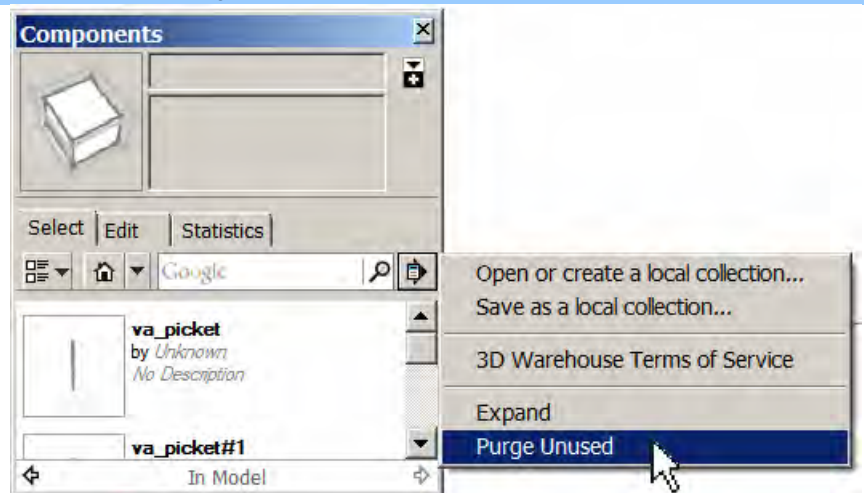 Components
Select
Edit
Statistics
Google
va_picket
by Unknown
No Description
va_picket#1
In Model
Open or create a local collection...
Save as a local collection...
3D Warehouse Terms of Service
Expand
Purge Unused